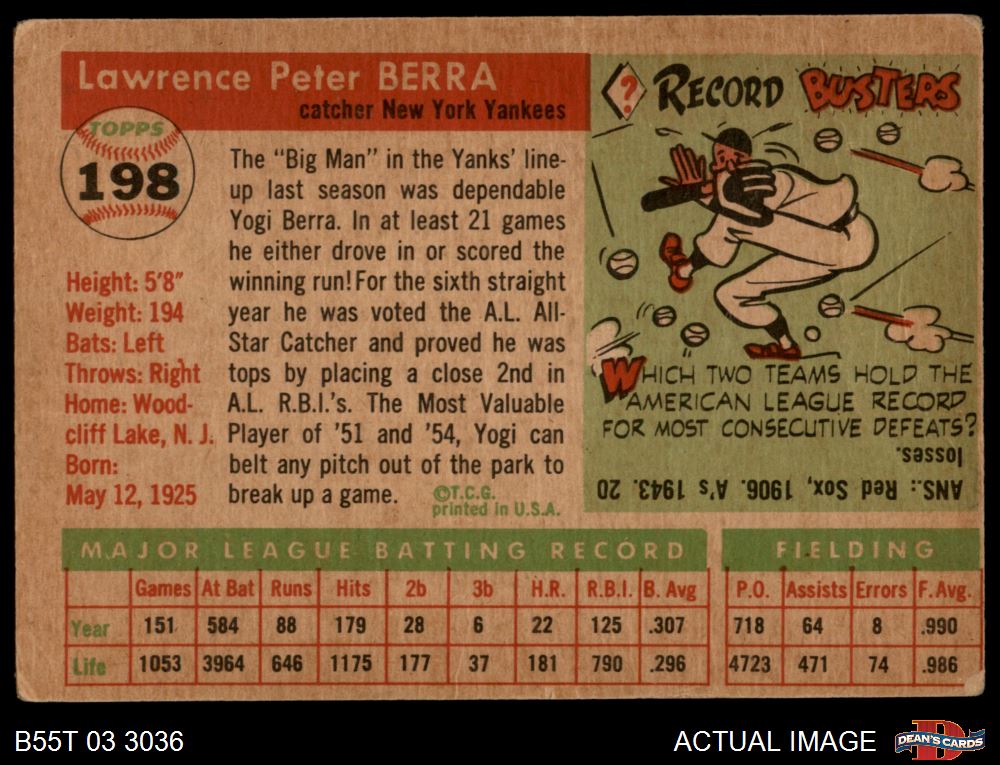 Lawrence Peter BERRA
catcher New York Yankees
TOPPS
198
Height: 5'8"
Weight: 194
Bats: Left
Throws: Right
Home: Wood-
cliff Lake, N. J.
Born:
May 12, 1925
The "Big Man" in the Yanks' line-
up last season was dependable
Yogi Berra. In at least 21 games
he either drove in or scored the
winning run! For the sixth straight
year he was voted the A.L. All-
Star Catcher and proved he was
tops by placing a close 2nd in
A.L. R.B.I.'s. The Most Valuable
Player of '51 and '54, Yogi can
belt any pitch out of the park to
break up a game.
©T.C.G.
printed in U.S.A.
? RECORD BUSTERS
WHICH TWO TEAMS HOLD THE
AMERICAN LEAGUE RECORD
FOR MOST CONSECUTIVE DEFEATS?
ANS.: Red Sox, 1906. A's 1943. 20
losses.
MAJOR LEAGUE BATTING RECORD
Games At Bat Runs Hits 2b 3b H.R. R.B.I. B. Avg
Year 151 584 88 179 28 6 22 125 .307
Life 1053 3964 646 1175 177 37 181 790 .296
FIELDING
P.O. Assists Errors F. Avg.
718 64 8 .990
4723 471 74 .986
B55T 03 3036
ACTUAL IMAGE
DEAN'S CARDS